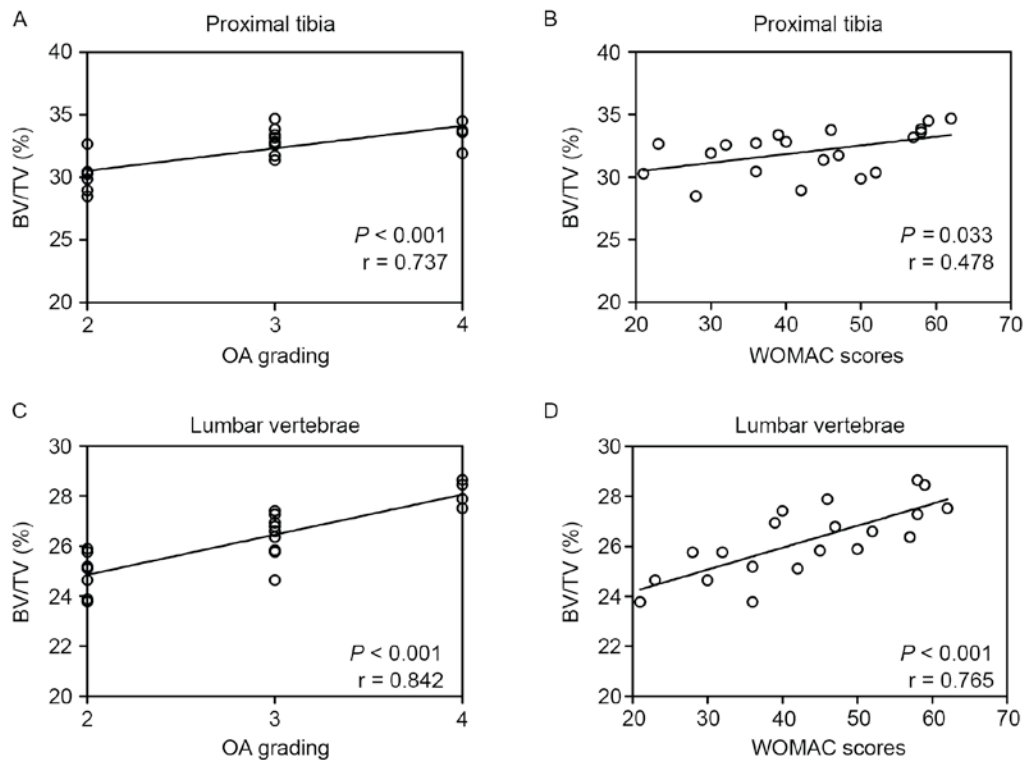 A
Proximal tibia
BV/TV (%)
40
35
30
25
20
P < 0.001
r = 0.737
2
3
4
OA grading
B
Proximal tibia
BV/TV (%)
40
35
30
25
20
P = 0.033
r = 0.478
20
30
40
50
60
70
WOMAC scores
C
Lumbar vertebrae
BV/TV (%)
30
28
26
24
22
20
P < 0.001
r = 0.842
2
3
4
OA grading
D
Lumbar vertebrae
BV/TV (%)
30
28
26
24
22
20
P < 0.001
r = 0.765
20
30
40
50
60
70
WOMAC scores